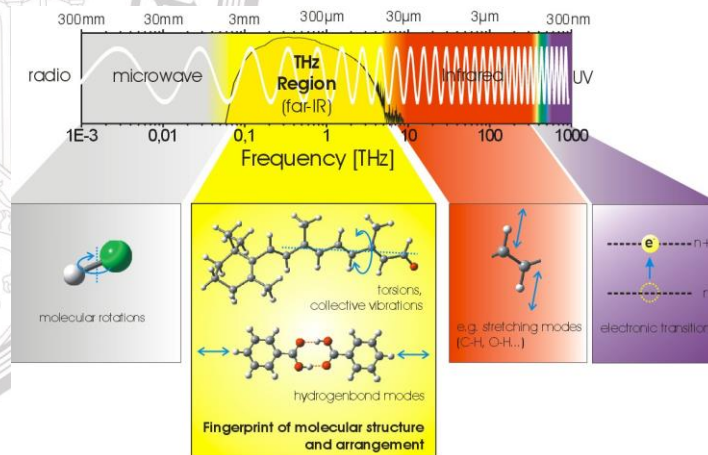 300mm 30mm 3mm 300µm 30µm 3µm 300nm
radio microwave THz Region (far-IR) Infrared UV
1E-3 0,01 0,1 1 10 100 1000
Frequency [THz]
molecular rotations
torsions,
collective vibrations
hydrogenbond modes
Fingerprint of molecular structure
and arrangement
e.g. stretching modes
(C-H, O-H...)
e-
n+
n
electronic transition